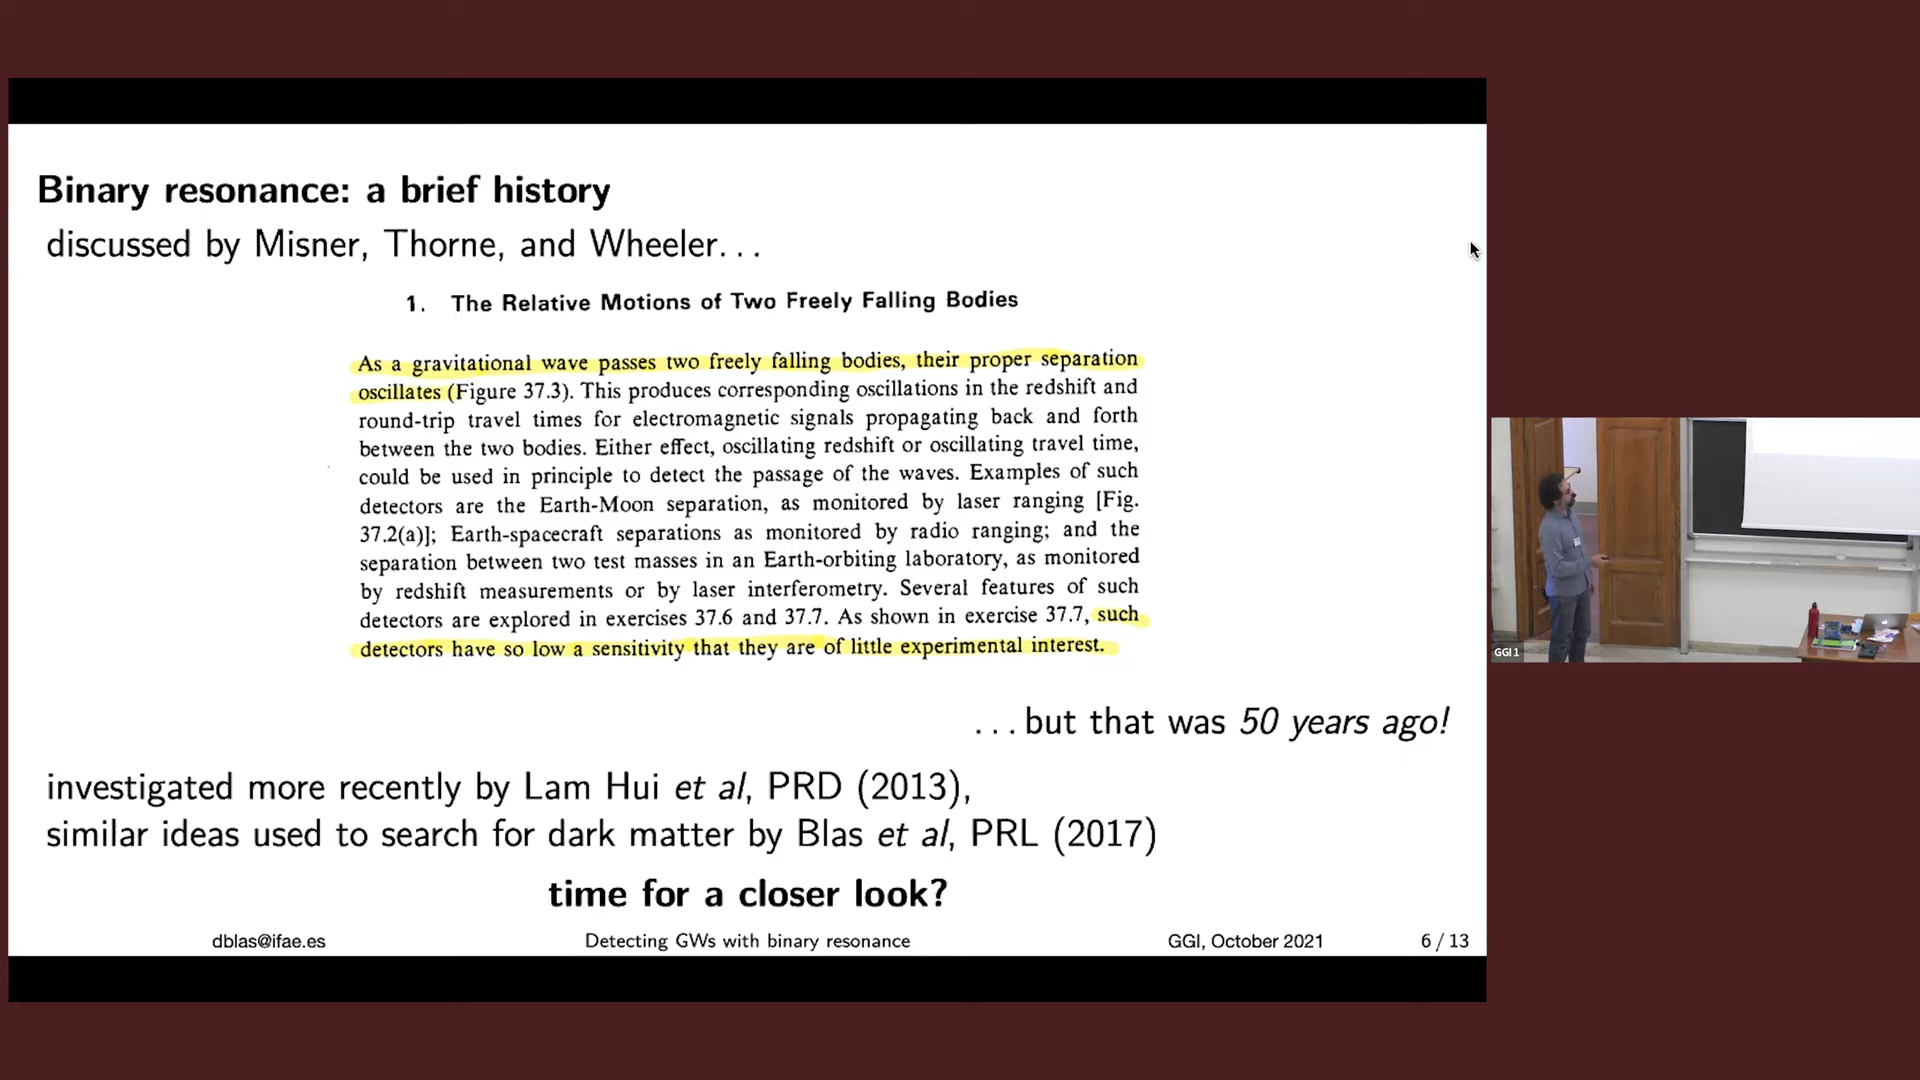 Binary resonance: a brief history
discussed by Misner, Thorne, and Wheeler...
1. The Relative Motions of Two Freely Falling Bodies
As a gravitational wave passes two freely falling bodies, their proper separation
oscillates (Figure 37.3). This produces corresponding oscillations in the redshift and
round-trip travel times for electromagnetic signals propagating back and forth
between the two bodies. Either effect, oscillating redshift or oscillating travel time,
could be used in principle to detect the passage of the waves. Examples of such
detectors are the Earth-Moon separation, as monitored by laser ranging [Fig.
37.2(a)]; Earth-spacecraft separations as monitored by radio ranging; and the
separation between two test masses in an Earth-orbiting laboratory, as monitored
by redshift measurements or by laser interferometry. Several features of such
detectors are explored in exercises 37.6 and 37.7. As shown in exercise 37.7, such
detectors have so low a sensitivity that they are of little experimental interest.
...but that was 50 years ago!
investigated more recently by Lam Hui et al, PRD (2013),
similar ideas used to search for dark matter by Blas et al, PRL (2017)
time for a closer look?
dblas@ifae.es Detecting GWs with binary resonance GGI, October 2021 6 / 13
GGI 1